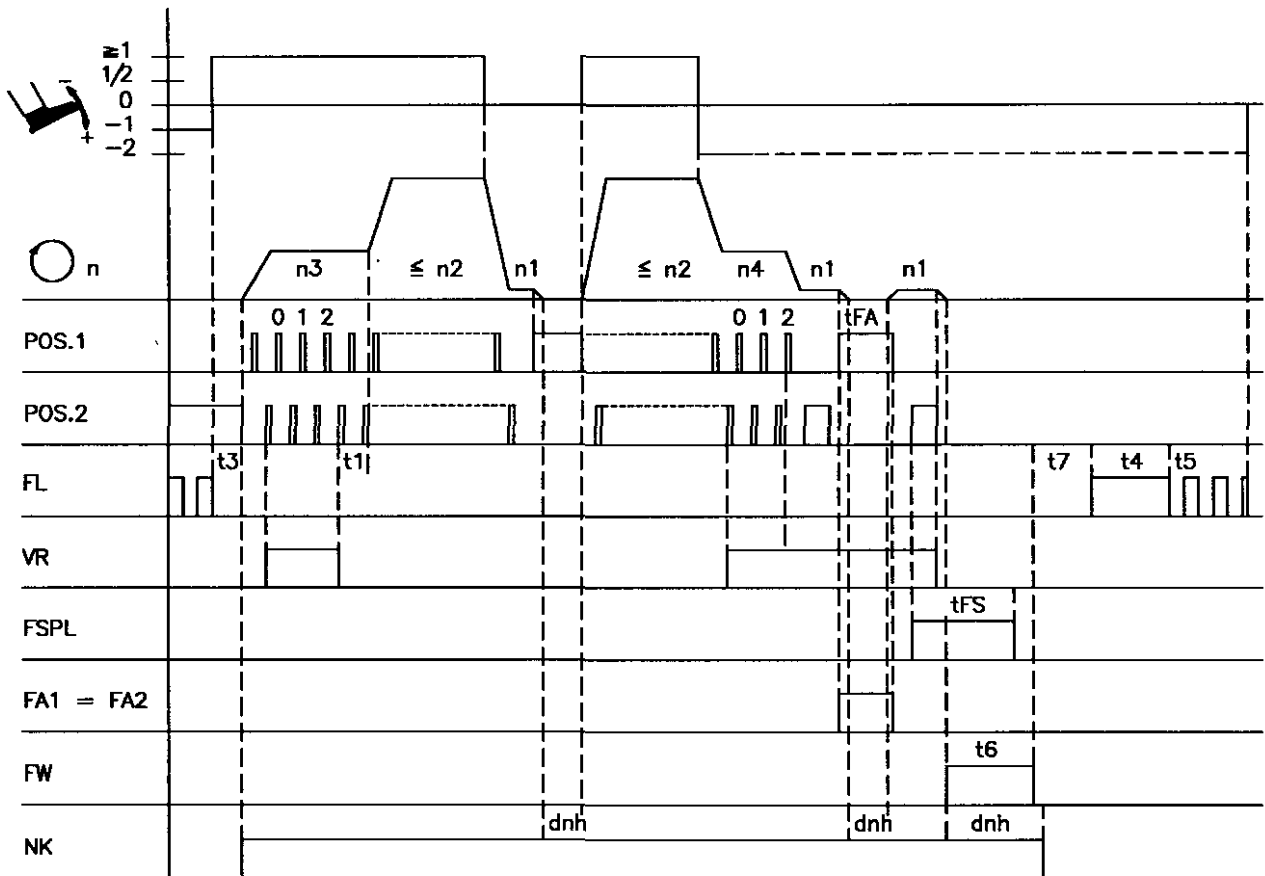 ≧1
1/2
0
−1
−2
−
+
n
n3 ≦ n2 n1 ≦ n2 n4 n1 n1
POS.1 0 1 2 0 1 2 tFA
POS.2
FL t3 t1 t7 t4 t5
VR
FSPL tFS
FA1 = FA2
FW t6
NK dnh dnh dnh